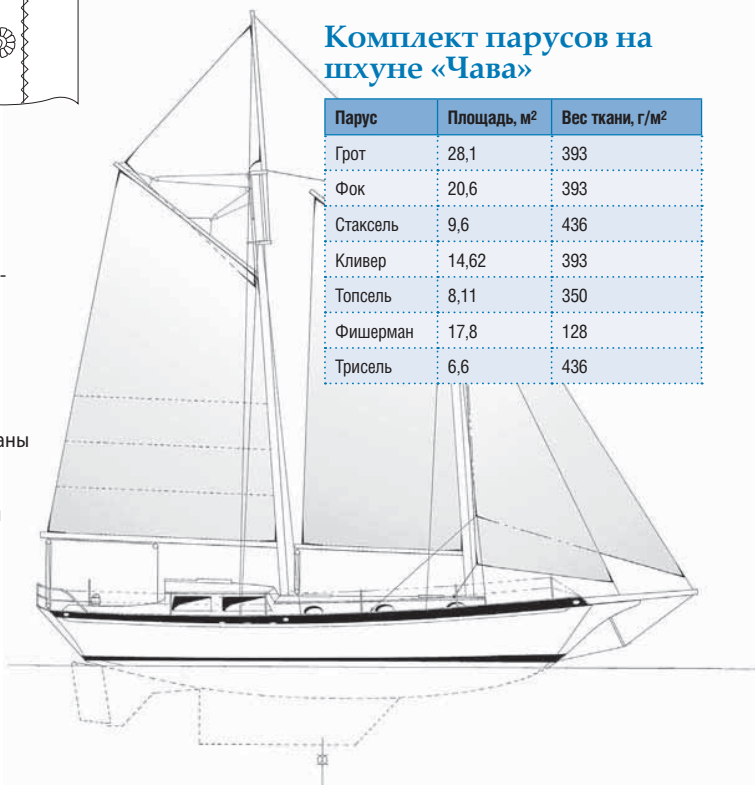 Комплект парусов на
шхуне «Чава»
Парус Площадь, м² Вес ткани, г/м²
Грот 28,1 393
Фок 20,6 393
Стаксель 9,6 436
Кливер 14,62 393
Топсель 8,11 350
Фишерман 17,8 128
Трисель 6,6 436
-
аны